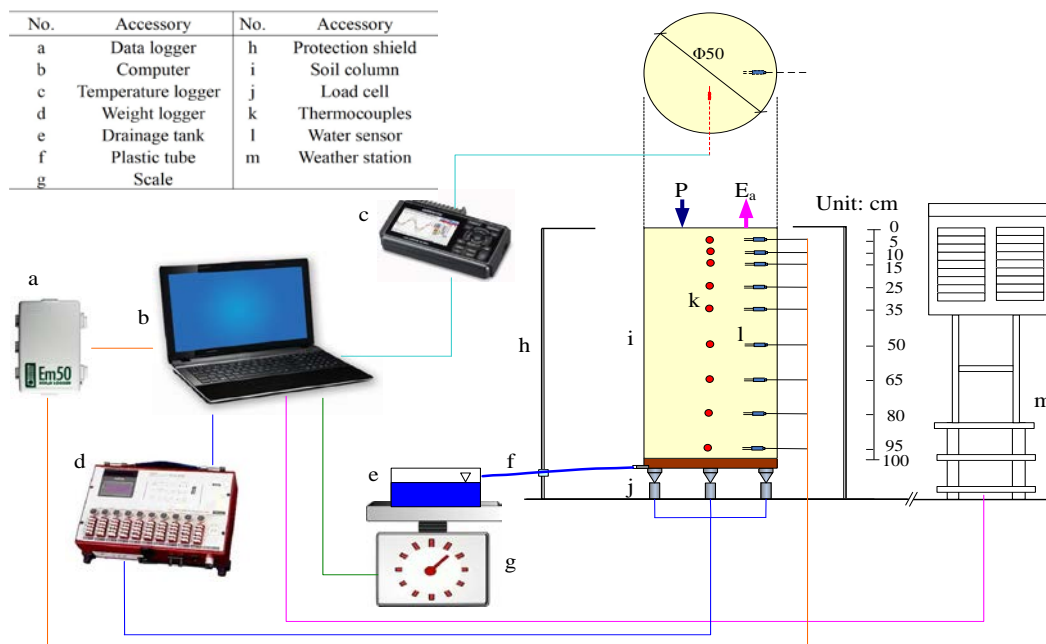 No. Accessory No. Accessory
a Data logger h Protection shield
b Computer i Soil column
c Temperature logger j Load cell
d Weight logger k Thermocouples
e Drainage tank l Water sensor
f Plastic tube m Weather station
g Scale
Φ50
c
P
Ea
Unit: cm
0
5
10
15
25
35
50
65
80
95
100
a
b
Em50
h
i
k
l
m
d
e
f
j
g